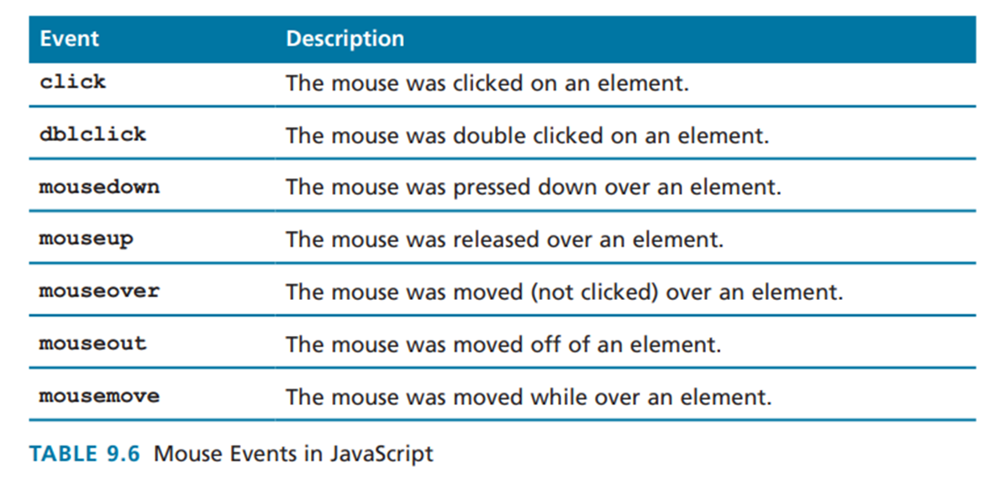 Event Description
click The mouse was clicked on an element.
dblclick The mouse was double clicked on an element.
mousedown The mouse was pressed down over an element.
mouseup The mouse was released over an element.
mouseover The mouse was moved (not clicked) over an element.
mouseout The mouse was moved off of an element.
mousemove The mouse was moved while over an element.
TABLE 9.6 Mouse Events in JavaScript